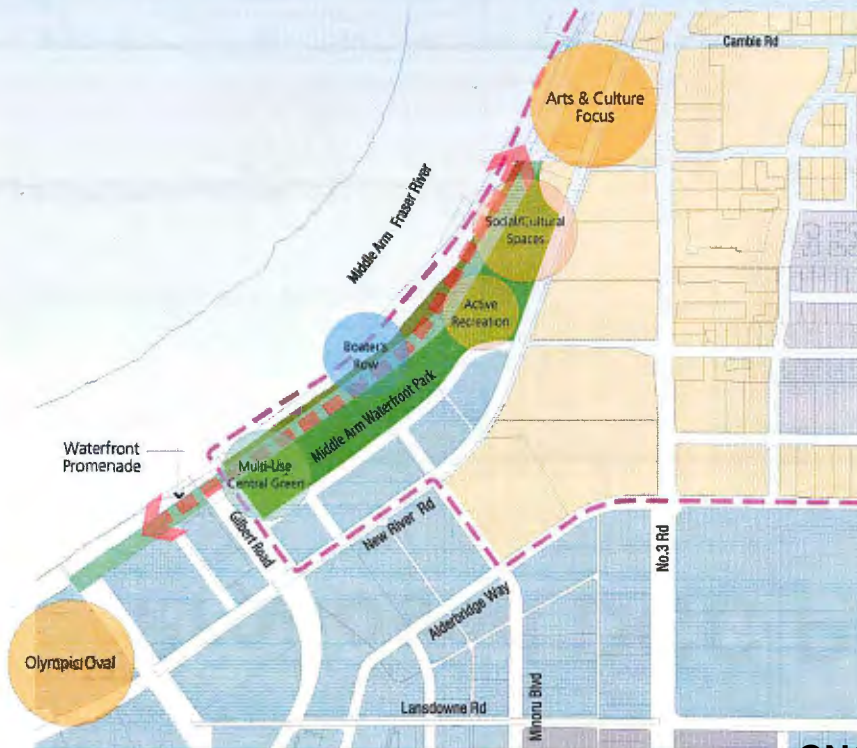 Cambie Rd
Arts & Culture
Focus
Middle Arm Fraser River
Social/Cultural
Spaces
Active
Recreation
Boater's
Row
Middle Arm Waterfront Park
Waterfront
Promenade
Multi-Use
Central Green
Gilbert Road
New River Rd
No.3 Rd
Alderbridge Way
Olympic Oval
Minoru Blvd
Lansdowne Rd